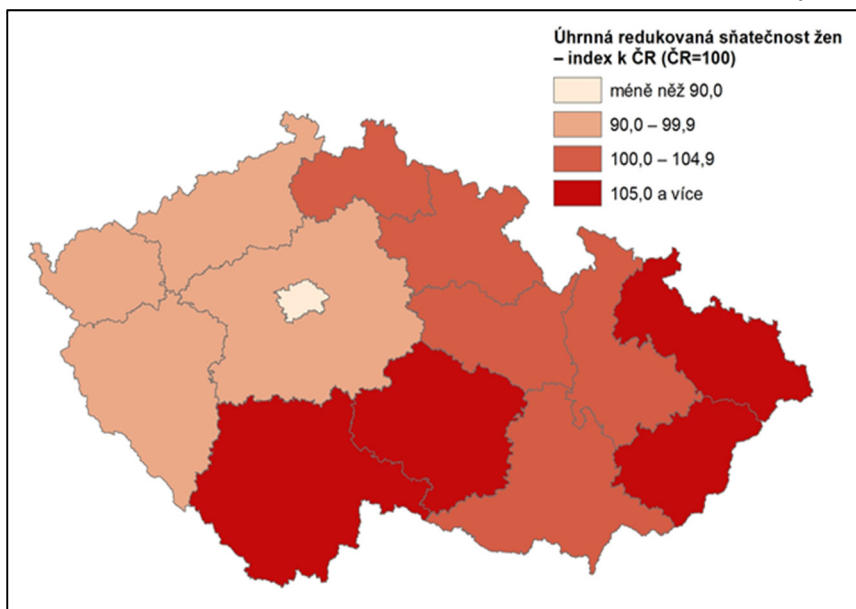 Úhrnná redukovaná sňatečnost žen
– index k ČR (ČR=100)
méně něž 90,0
90,0 – 99,9
100,0 – 104,9
105,0 a více